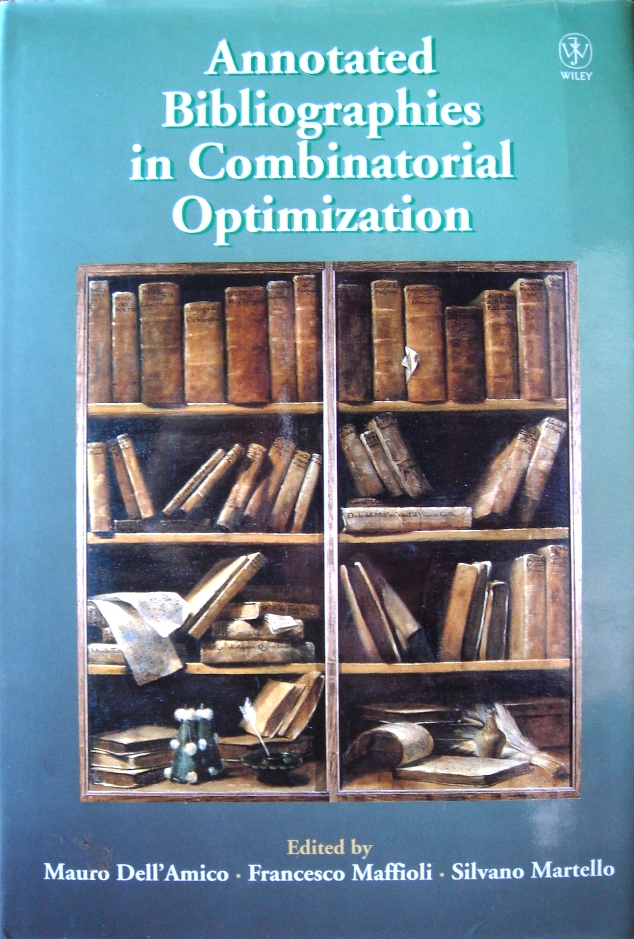 Annotated
Bibliographies
in Combinatorial
Optimization
WILEY
Edited by
Mauro Dell'Amico · Francesco Maffioli · Silvano Martello